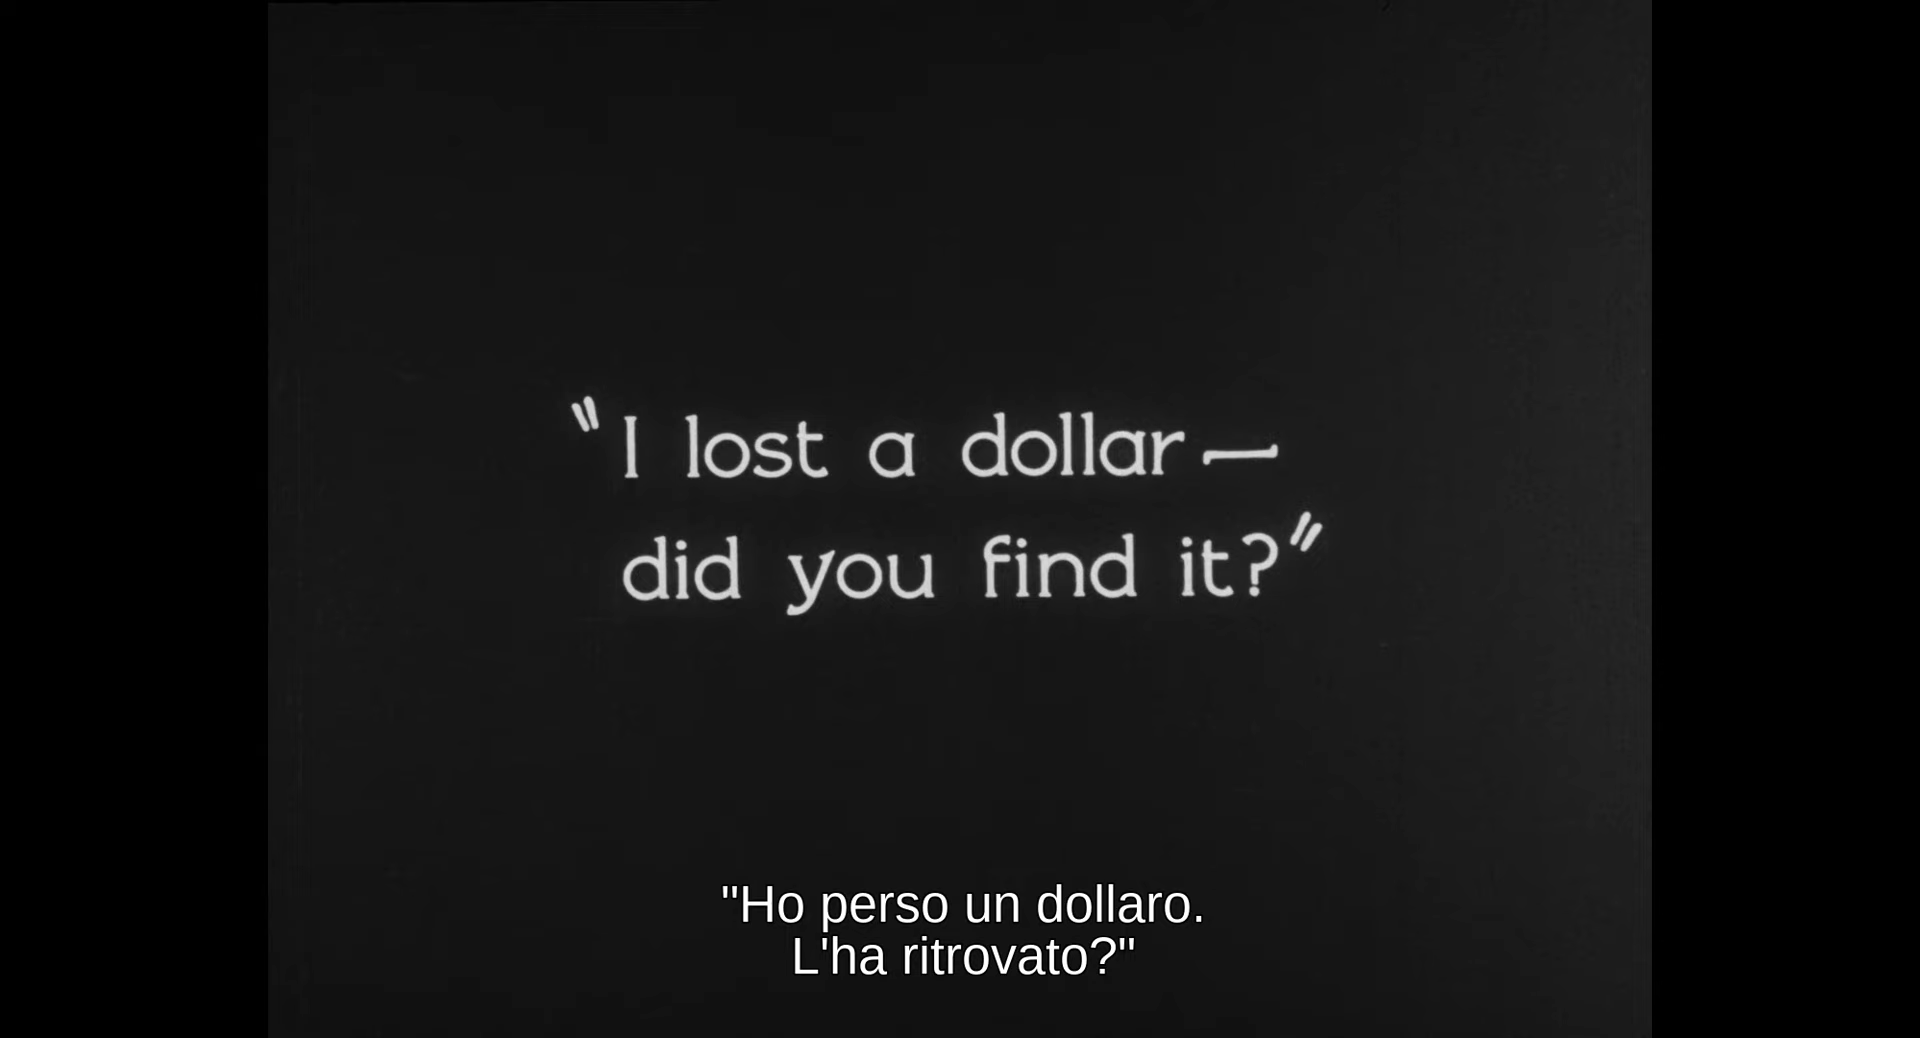 "I lost a dollar—
did you find it?"
"Ho perso un dollaro.
L'ha ritrovato?"